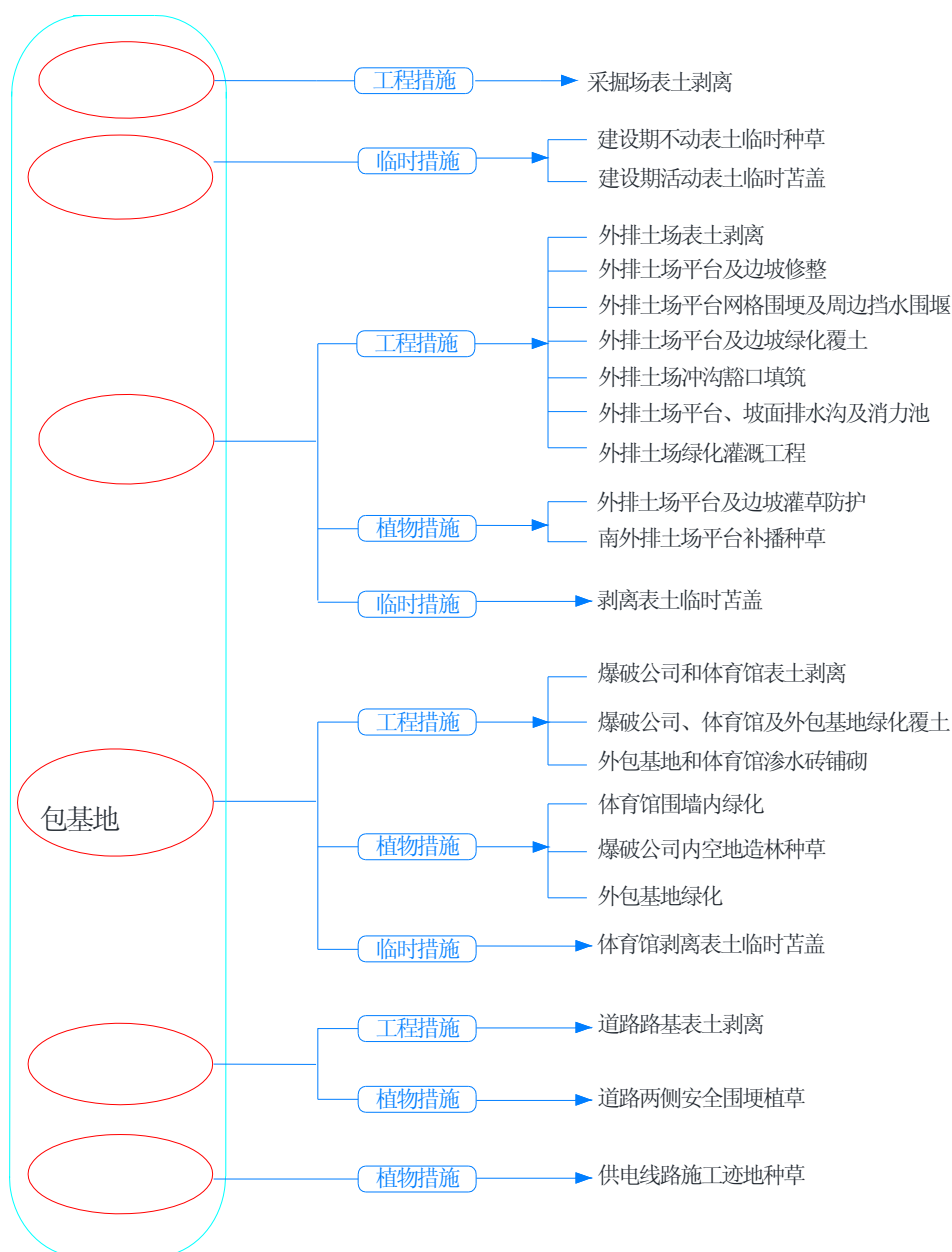 工程措施
采掘场表土剥离
临时措施
建设期不动表土临时种草
建设期活动表土临时苫盖
工程措施
外排土场表土剥离
外排土场平台及边坡修整
外排土场平台网格围埂及周边挡水围堰
外排土场平台及边坡绿化覆土
外排土场冲沟豁口填筑
外排土场平台、坡面排水沟及消力池
外排土场绿化灌溉工程
植物措施
外排土场平台及边坡灌草防护
南外排土场平台补播种草
临时措施
剥离表土临时苫盖
包基地
工程措施
爆破公司和体育馆表土剥离
爆破公司、体育馆及外包基地绿化覆土
外包基地和体育馆渗水砖铺砌
植物措施
体育馆围墙内绿化
爆破公司内空地造林种草
外包基地绿化
临时措施
体育馆剥离表土临时苫盖
工程措施
道路路基表土剥离
植物措施
道路两侧安全围埂植草
植物措施
供电线路施工迹地种草